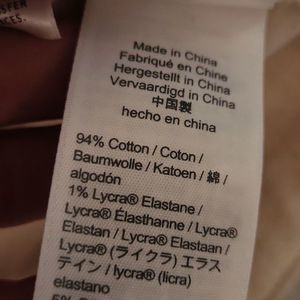 SFER
ACES.
Made in China
Fabriqué en Chine
Hergestellt in China
Vervaardigd in China
中国製
hecho en china
94% Cotton / Coton /
Baumwolle / Katoen / 綿 /
algodón
1% Lycra® Elastane /
Lycra® Élasthanne / Lycra®
Elastan / Lycra® Elastaan/
Lycra® (ライクラ) エラス
テイン / lycra® (licra)
elastano